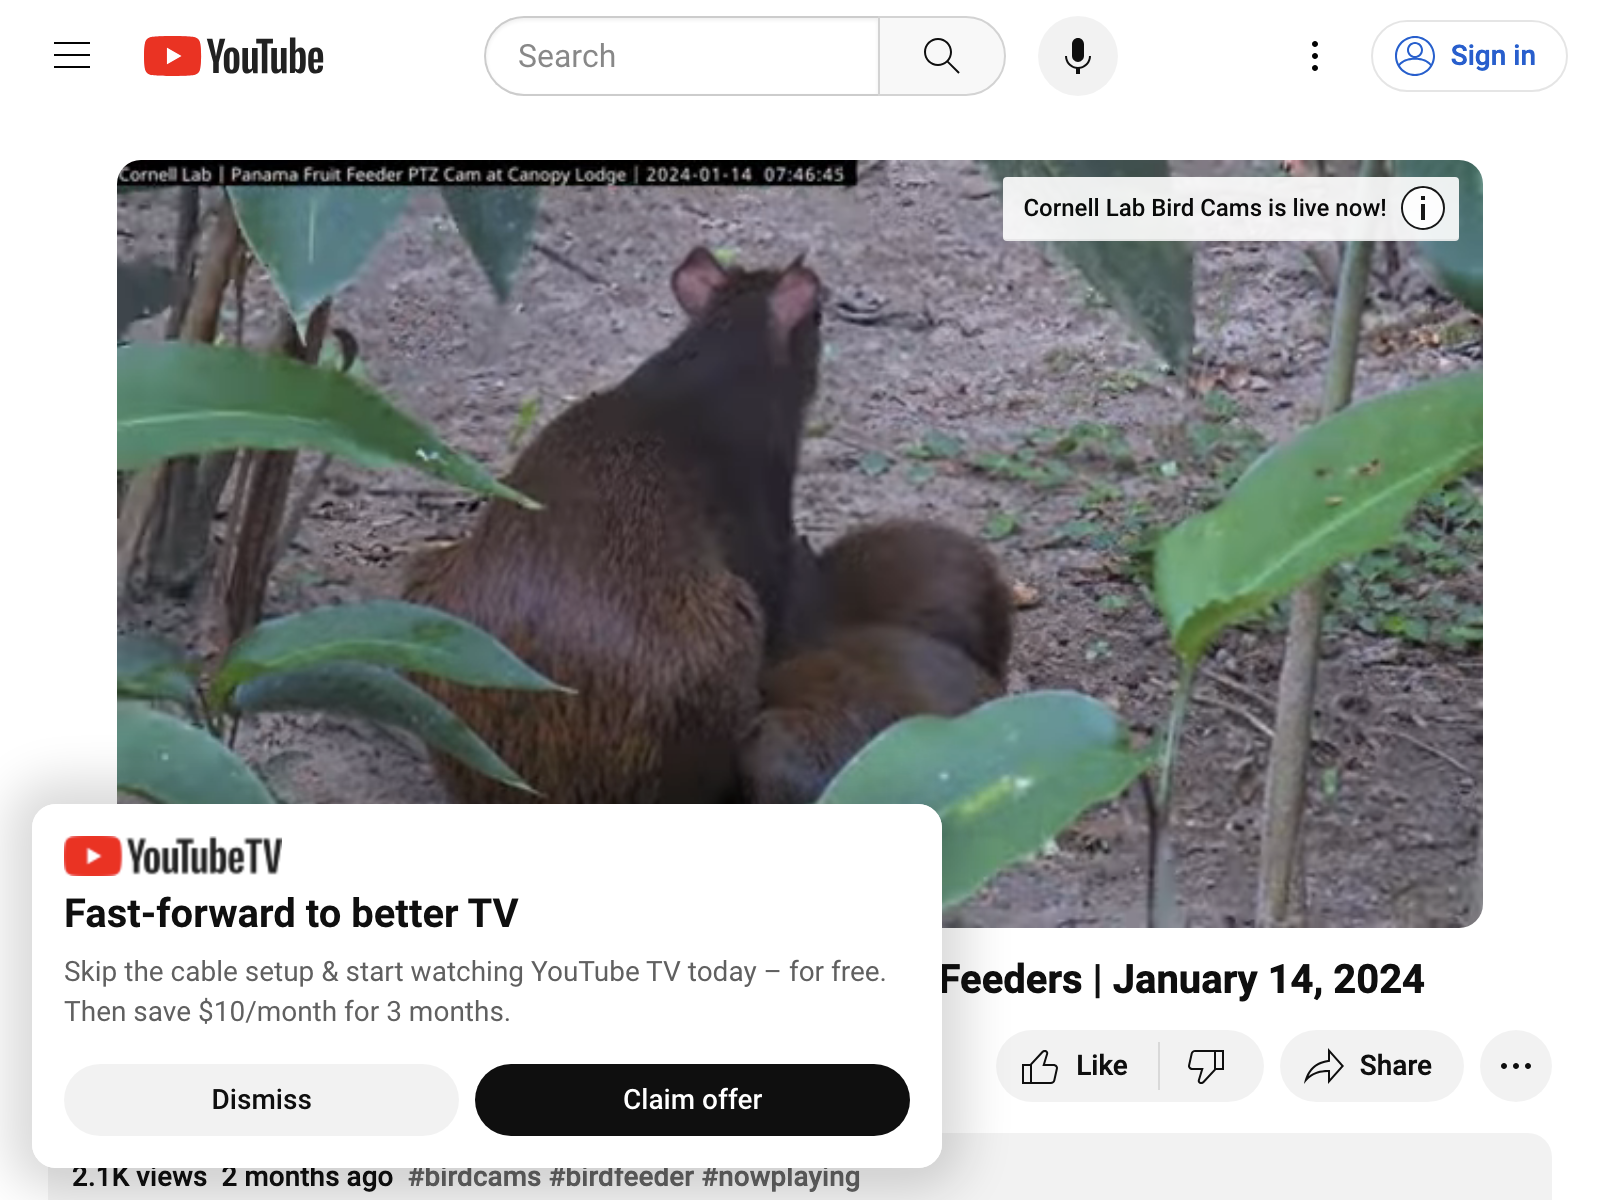 YouTube
Search
Sign in
Cornell Lab | Panama Fruit Feeder PTZ Cam at Canopy Lodge | 2024-01-14 07:46:45
Cornell Lab Bird Cams is live now!
YouTubeTV
Fast-forward to better TV
Skip the cable setup & start watching YouTube TV today – for free.
Then save $10/month for 3 months.
Dismiss
Claim offer
Feeders | January 14, 2024
Like
Share
2.1K views 2 months ago #birdcams #birdfeeder #nowplaying